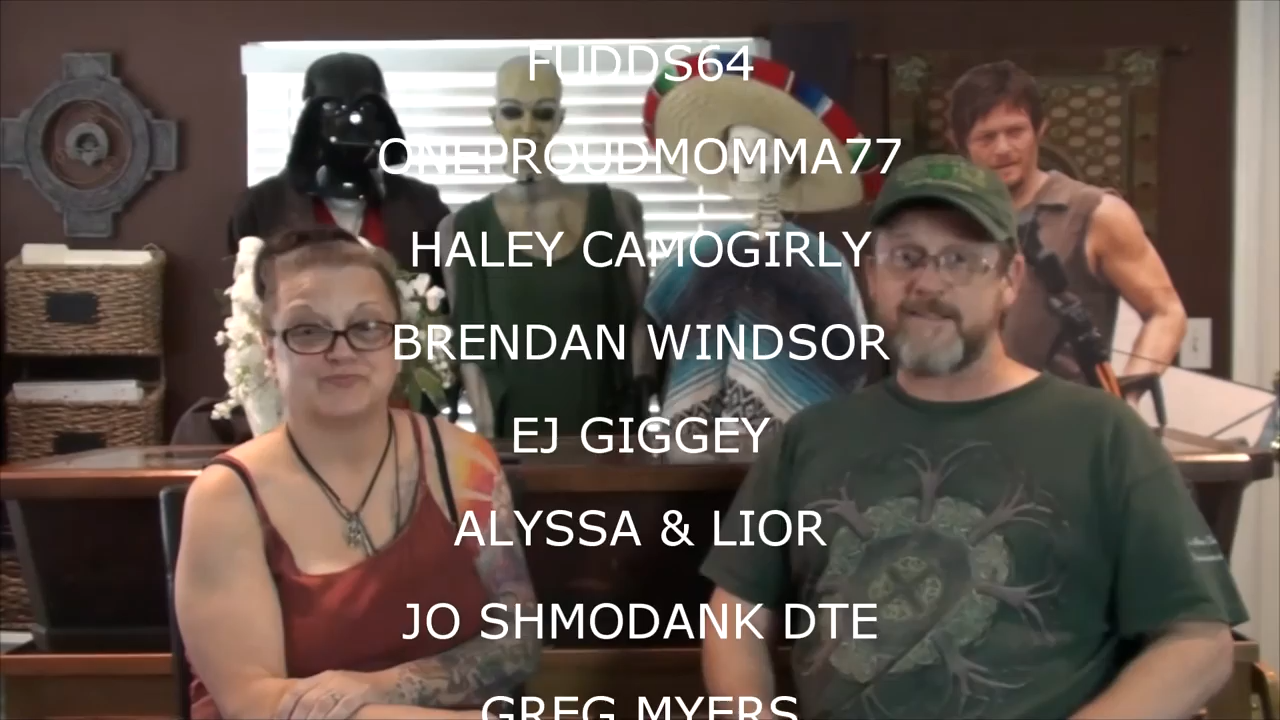 FUDDS64
ONEPROUDMOMMA77
HALEY CAMOGIRLY
BRENDAN WINDSOR
EJ GIGGEY
ALYSSA & LIOR
JO SHMODANK DTE
GREG MYERS